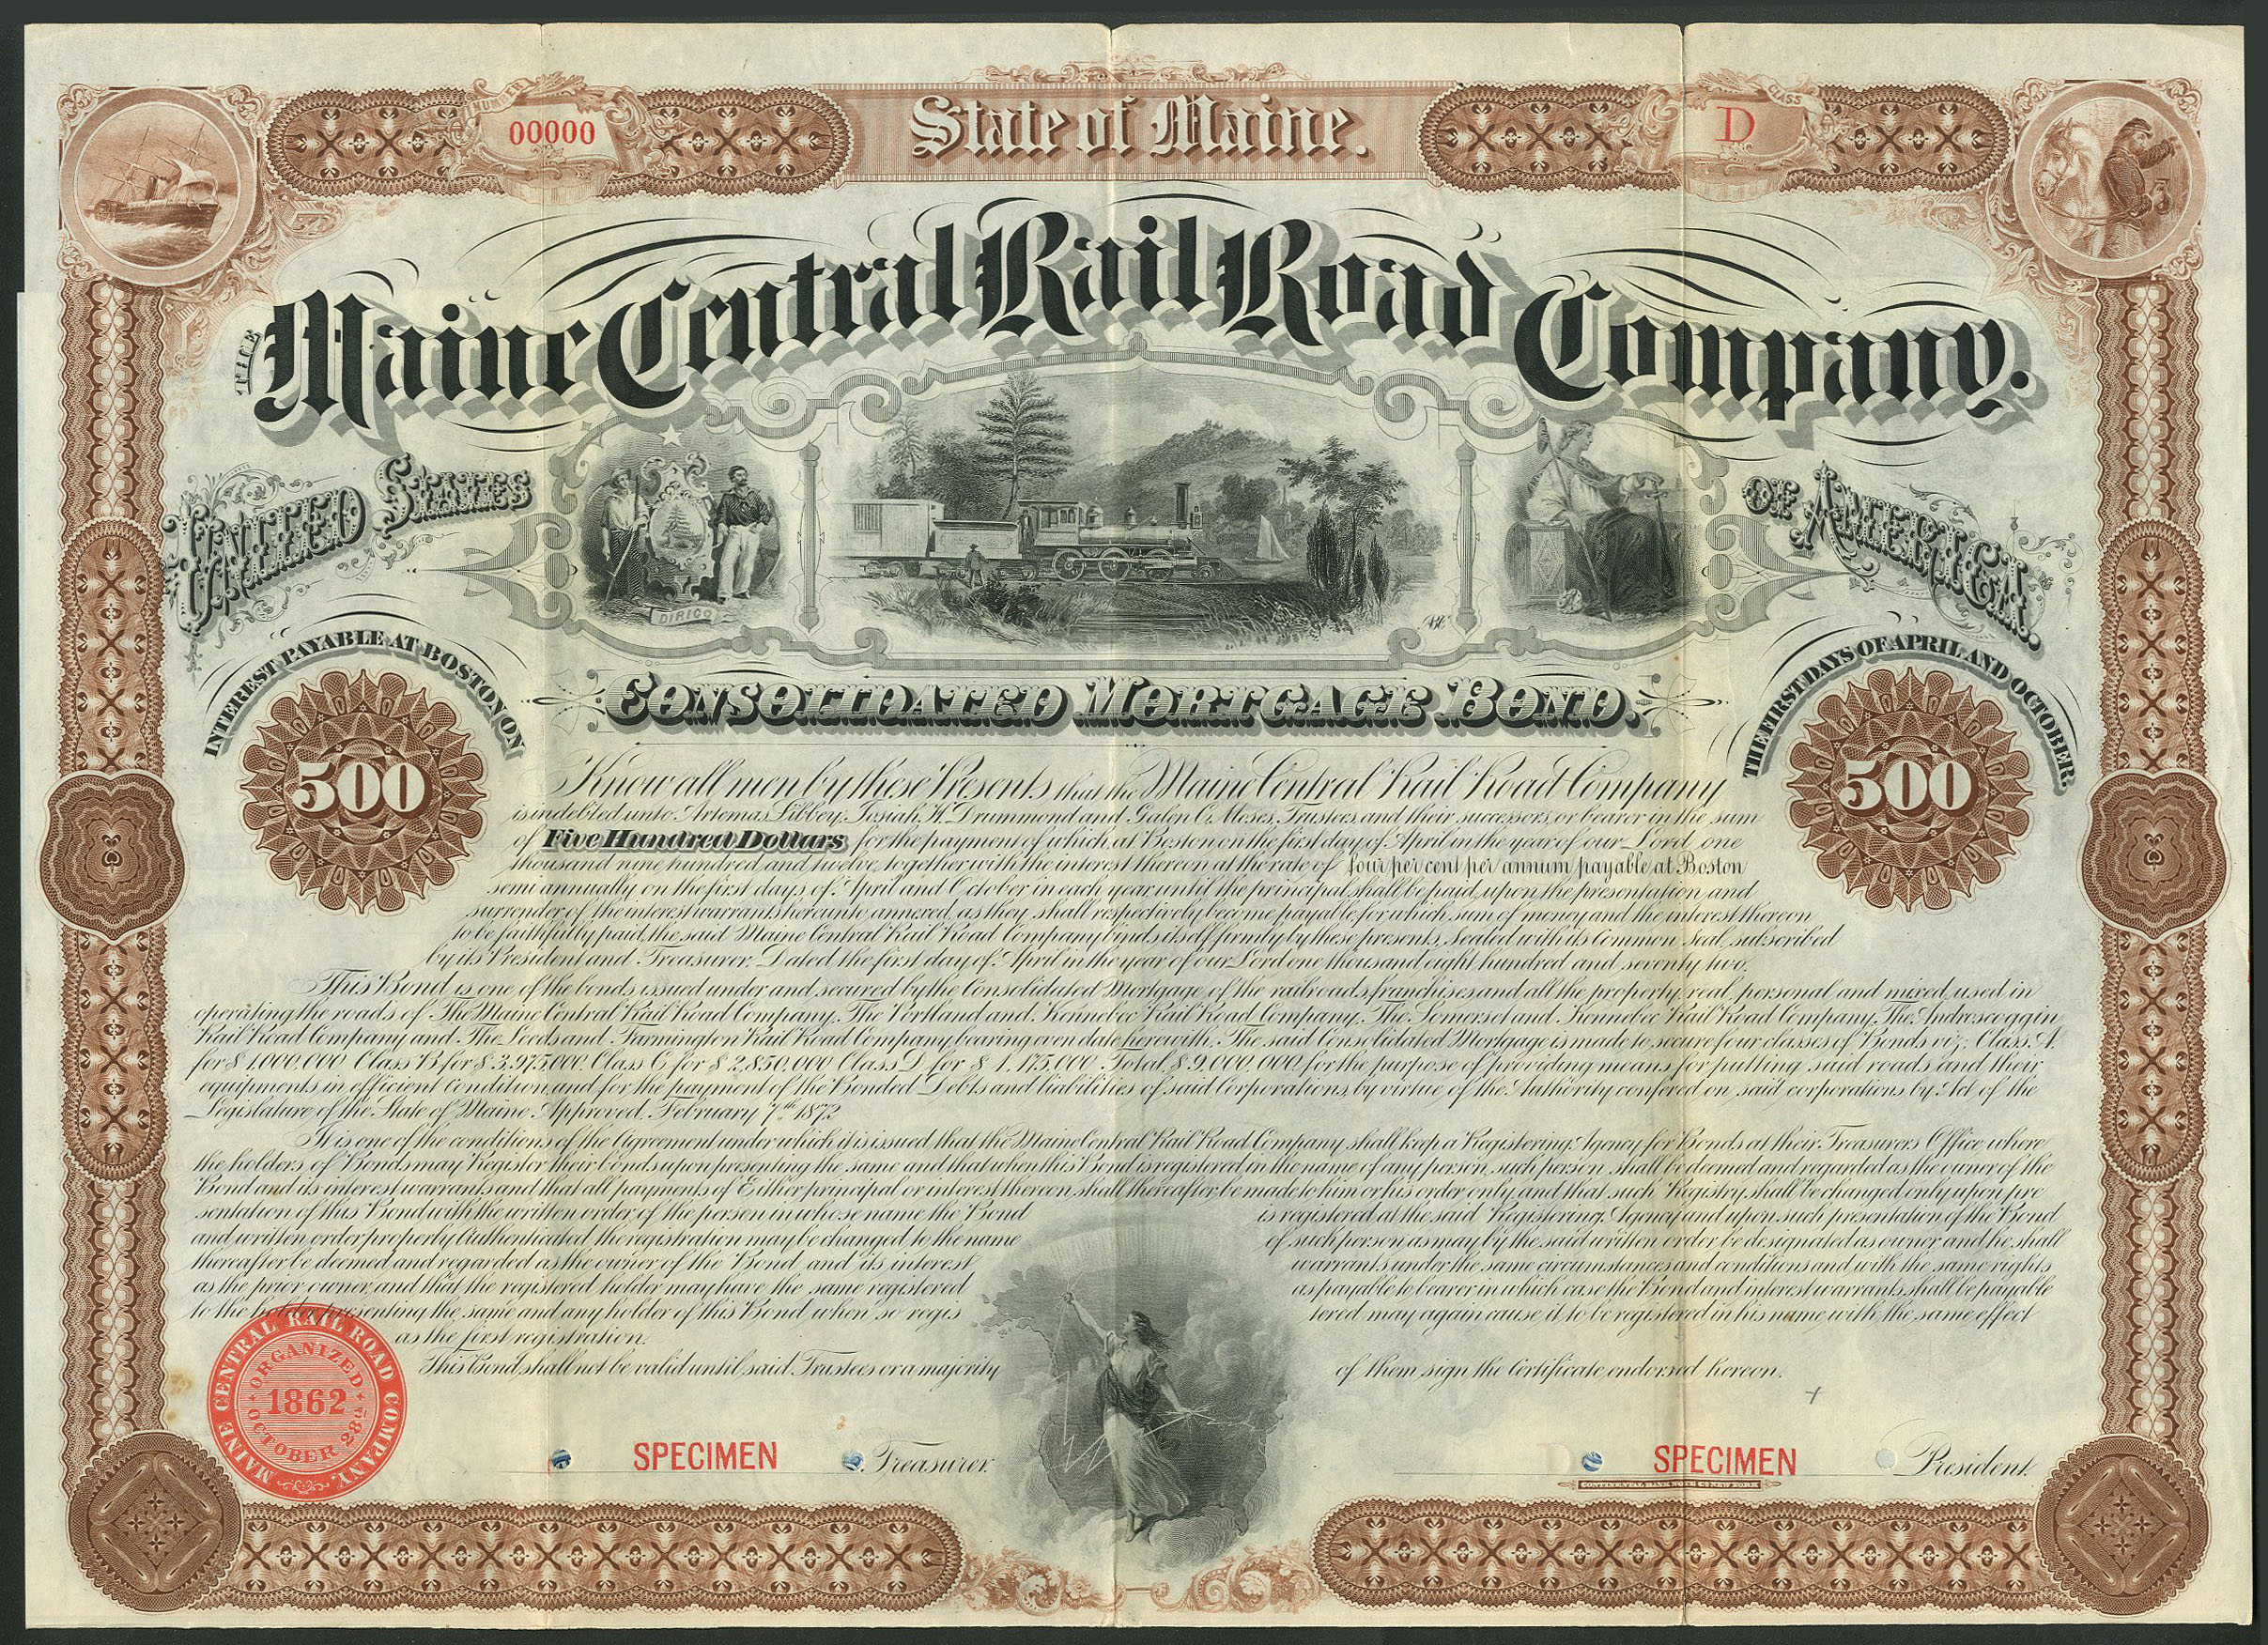 NUMBER
00000
State of Maine.
CLASS
D
THE
Maine Central Rail Road Company.
UNITED STATES
OF AMERICA.
DIRIGO
INTEREST PAYABLE AT BOSTON ON
THE FIRST DAYS OF APRIL AND OCTOBER.
500
500
CONSOLIDATED MORTGAGE BOND.
Know all men by these Presents that the Maine Central Rail Road Company
is indebted unto Artemas Libbey, Josiah H. Drummond and Galen C. Moses, Trustees, and their successors, or bearer in the sum
of Five Hundred Dollars for the payment of which, at Boston on the first day of April in the year of our Lord one
thousand nine hundred and twelve, together with the interest thereon at the rate of four per cent per annum payable at Boston
semi annually on the first days of April and October in each year until the principal shall be paid, upon the presentation and
surrender of the interest warrants hereunto annexed, as they shall respectively become payable, for which sum of money and the interest thereon
to be faithfully paid, the said Maine Central Rail Road Company binds itself firmly by these presents, Sealed with its Common Seal, subscribed
by its President and Treasurer. Dated the first day of April in the year of our Lord one thousand eight hundred and seventy two.
This Bond is one of the bonds issued under and secured by the Consolidated Mortgage, of the railroads, franchises and all the property, real, personal and mixed, used in
operating the roads of The Maine Central Rail Road Company, The Portland and Kennebec Rail Road Company, The Somerset and Kennebec Rail Road Company, The Androscoggin
Rail Road Company and The Leeds and Farmington Rail Road Company, bearing even date herewith. The said Consolidated Mortgage is made to secure four classes of Bonds viz; Class A.
for $ 1,000,000 Class B for $ 3,975,000. Class C for $ 2,850,000 Class D for $ 1,175,000. Total, $ 9,000,000, for the purpose of providing means for putting said roads and their
equipments in efficient condition, and for the payment of the Bonded Debts and liabilities of said Corporations, by virtue of the Authority confered on said corporations by Act of the
Legislature of the State of Maine Approved, February 7th 1872
It is one of the conditions of the Agreement under which it is issued that the Maine Central Rail Road Company shall keep a Registering Agency for Bonds at their Treasurers Office where
the holders of Bonds may Register their bonds upon presenting the same and that when this Bond is registered in the name of any person, such person shall be deemed and regarded as the owner of the
Bond and its interest warrants and that all payments of Either principal or interest thereon shall thereafter be made to him or his order only, and that such Registry shall be changed only upon pre
sentation of this Bond with the written order of the person in whose name the Bond is registered at the said Registering Agency and upon such presentation of the Bond
and written order properly Authenticated the registration may be changed to the name of such person as may by the said written order be designated as owner and he shall
thereafter be deemed and regarded as the owner of the Bond and its interest warrants under the same circumstances and conditions and with the same rights
as the prior owner, and that the registered holder may have the same registered as payable to bearer in which case the Bond and interest warrants shall be payable
to the holder presenting the same and any holder of this Bond when so regis tered may again cause it to be registered in his name with the same effect
as the first registration.
This Bond shall not be valid until said Trustees or a majority of them sign the Certificate endorsed hereon.
MAINE CENTRAL RAIL ROAD COMPANY.
ORGANIZED
1862
OCTOBER 28th
SPECIMEN
Treasurer.
SPECIMEN
President.
CONTINENTAL BANK NOTE CO NEW YORK